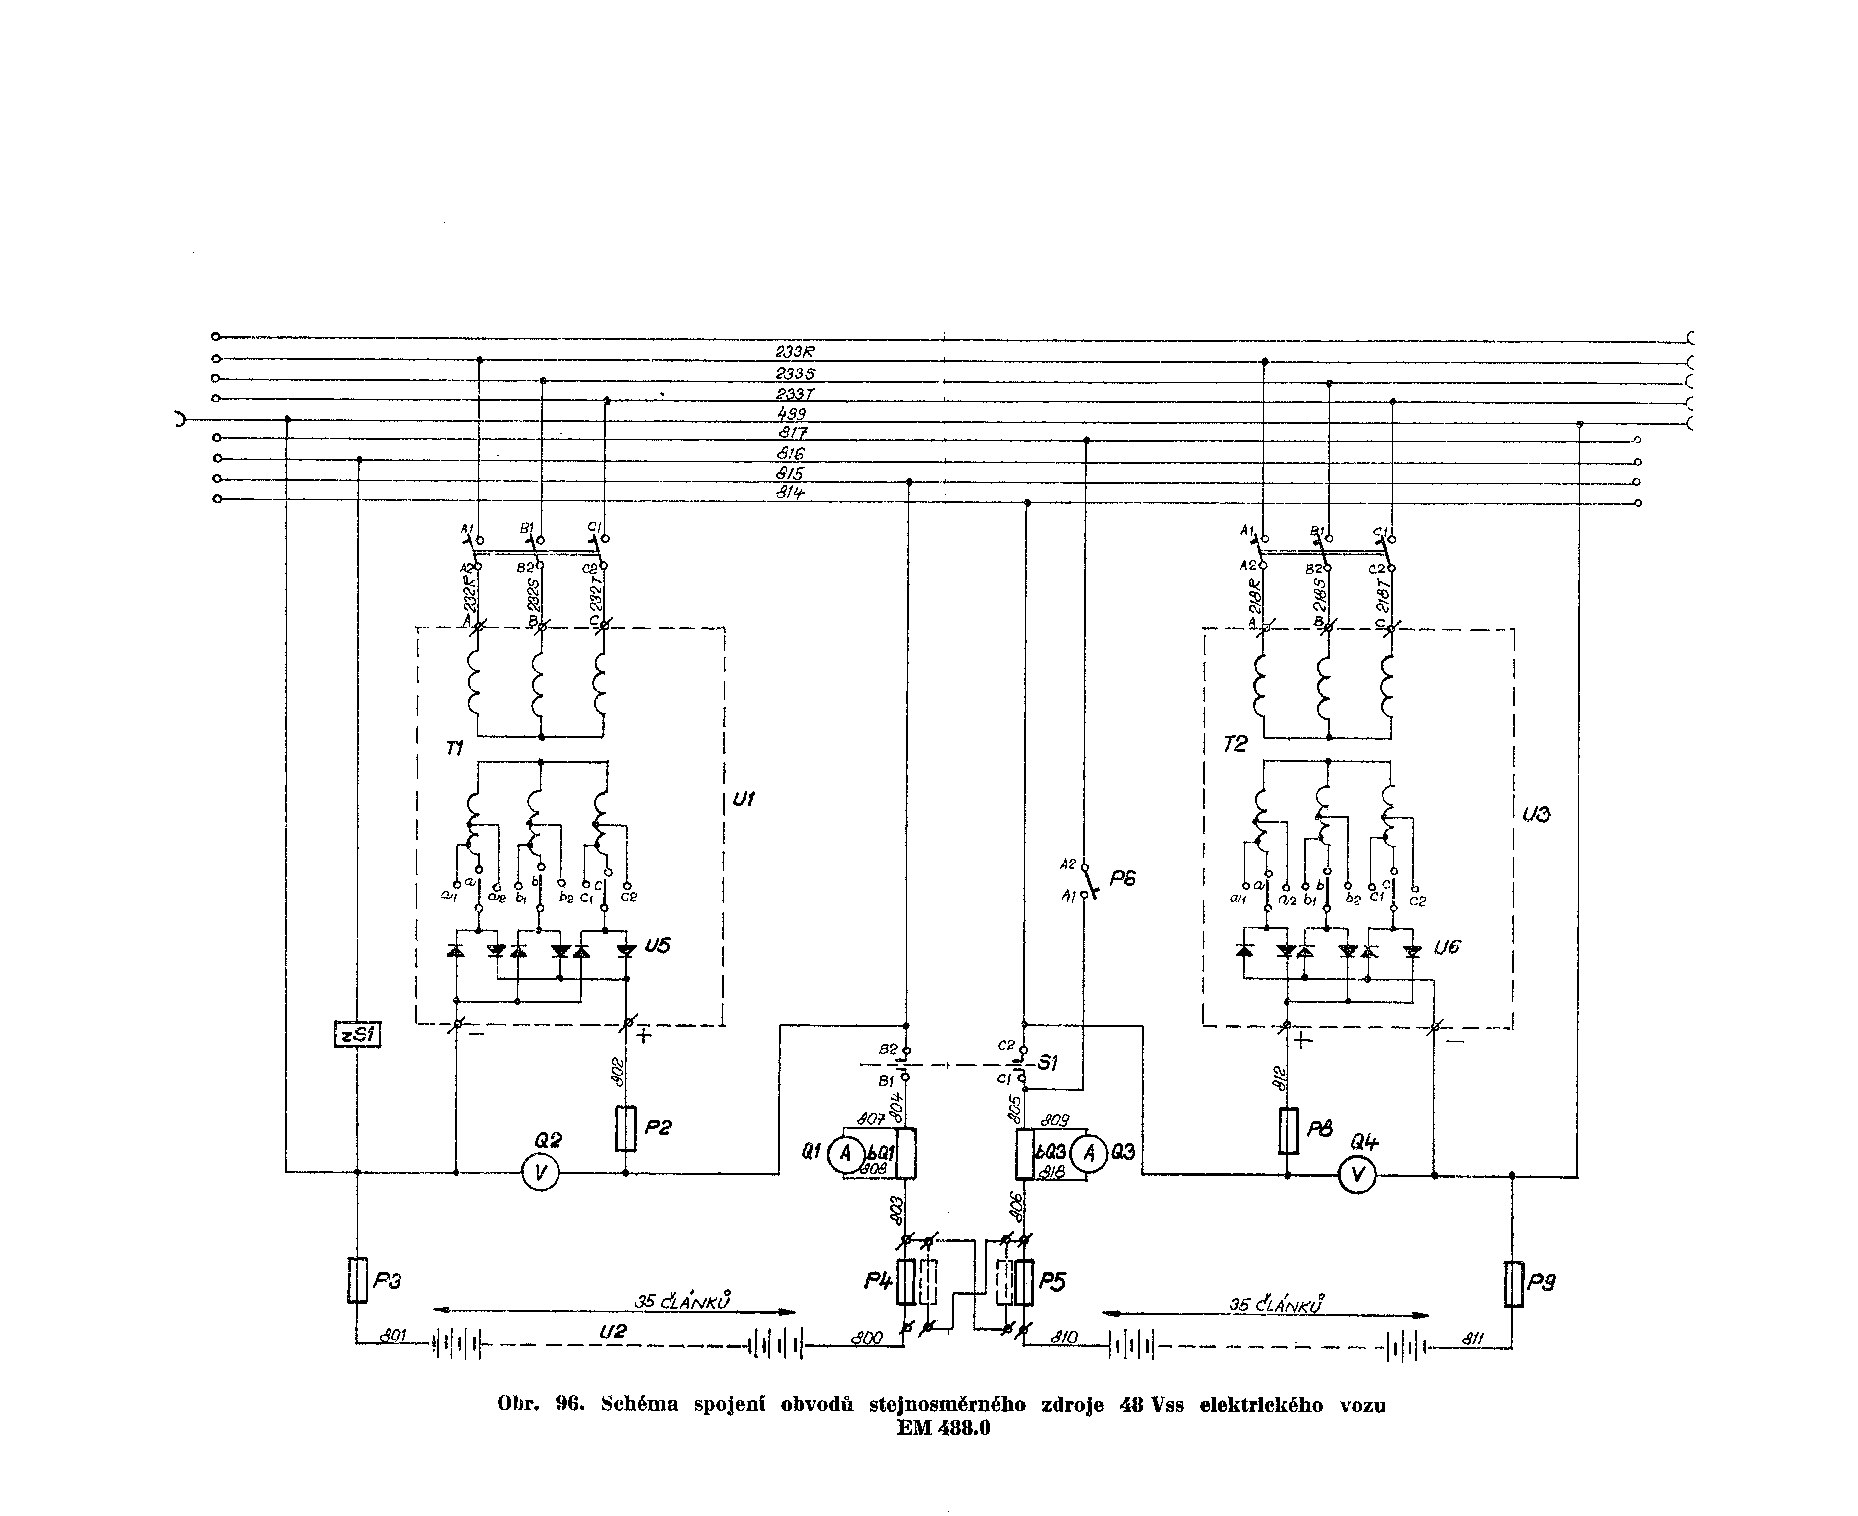 233R
233S
233T
499
817
816
815
814
A1 B1 C1
A1 B1 C1
A2 B2 C2
A2 B2 C2
232R 232S 232T
218R 218S 218T
A B C
A B C
T1
T2
U1
U3
A2
P6
A1
a1 a a2 b1 b b2 c1 c c2
a1 a a2 b1 b b2 c1 c c2
U5
U6
zS1
- +
+ -
B2 C2
S1
B1 C1
802
812
804 805
807 809
P2
P8
Q2
Q4
V
V
Q1 A bQ1
bQ3 A Q3
808 818
803 806
P3
P4 P5
P9
35 ČLÁNKŮ
35 ČLÁNKŮ
801 U2 800
810 811
Obr. 96. Schéma spojení obvodů stejnosměrného zdroje 48 Vss elektrického vozu
EM 488.0